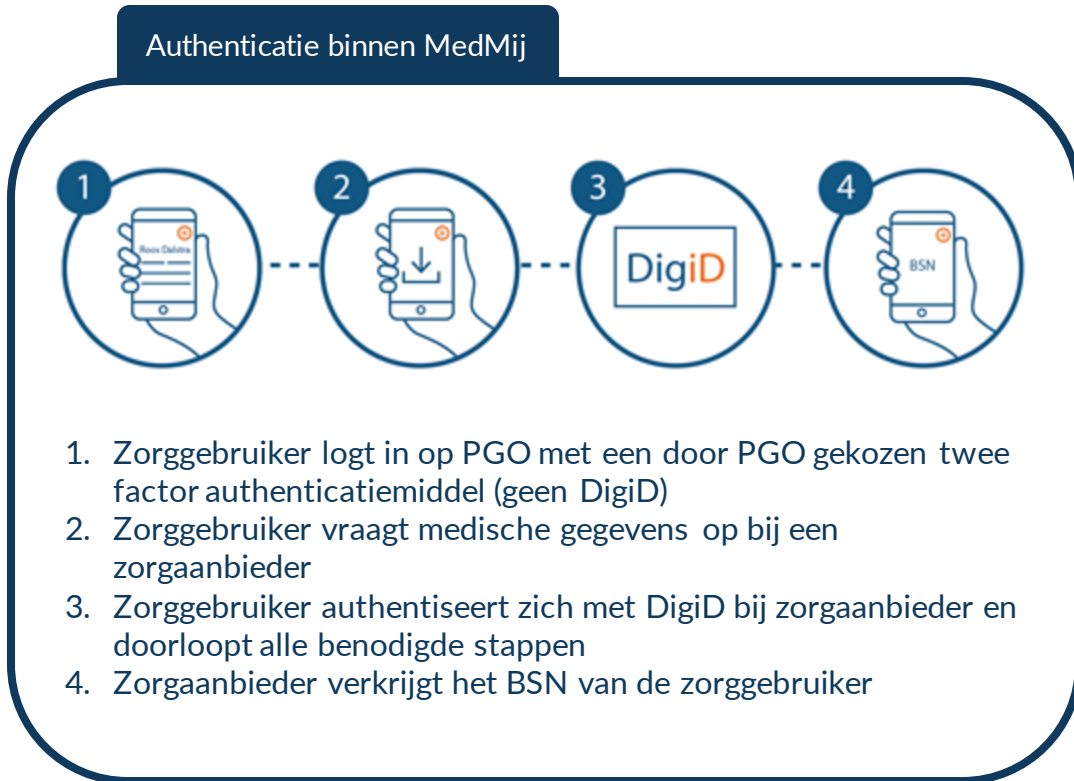 Authenticatie binnen MedMij
1
2
3
4
Roos Dalstra
DigiD
BSN
1. Zorggebruiker logt in op PGO met een door PGO gekozen twee
factor authenticatiemiddel (geen DigiD)
2. Zorggebruiker vraagt medische gegevens op bij een
zorgaanbieder
3. Zorggebruiker authentiseert zich met DigiD bij zorgaanbieder en
doorloopt alle benodigde stappen
4. Zorgaanbieder verkrijgt het BSN van de zorggebruiker